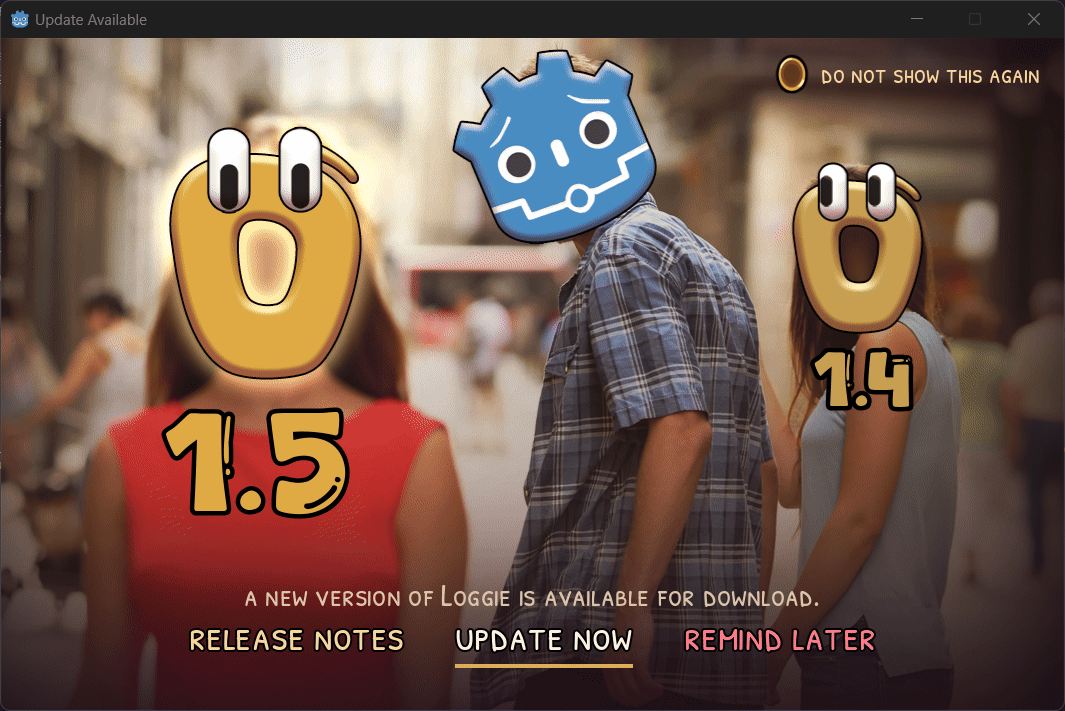 Update Available
DO NOT SHOW THIS AGAIN
1.5
1.4
A NEW VERSION OF LOGGIE IS AVAILABLE FOR DOWNLOAD.
RELEASE NOTES
UPDATE NOW
REMIND LATER